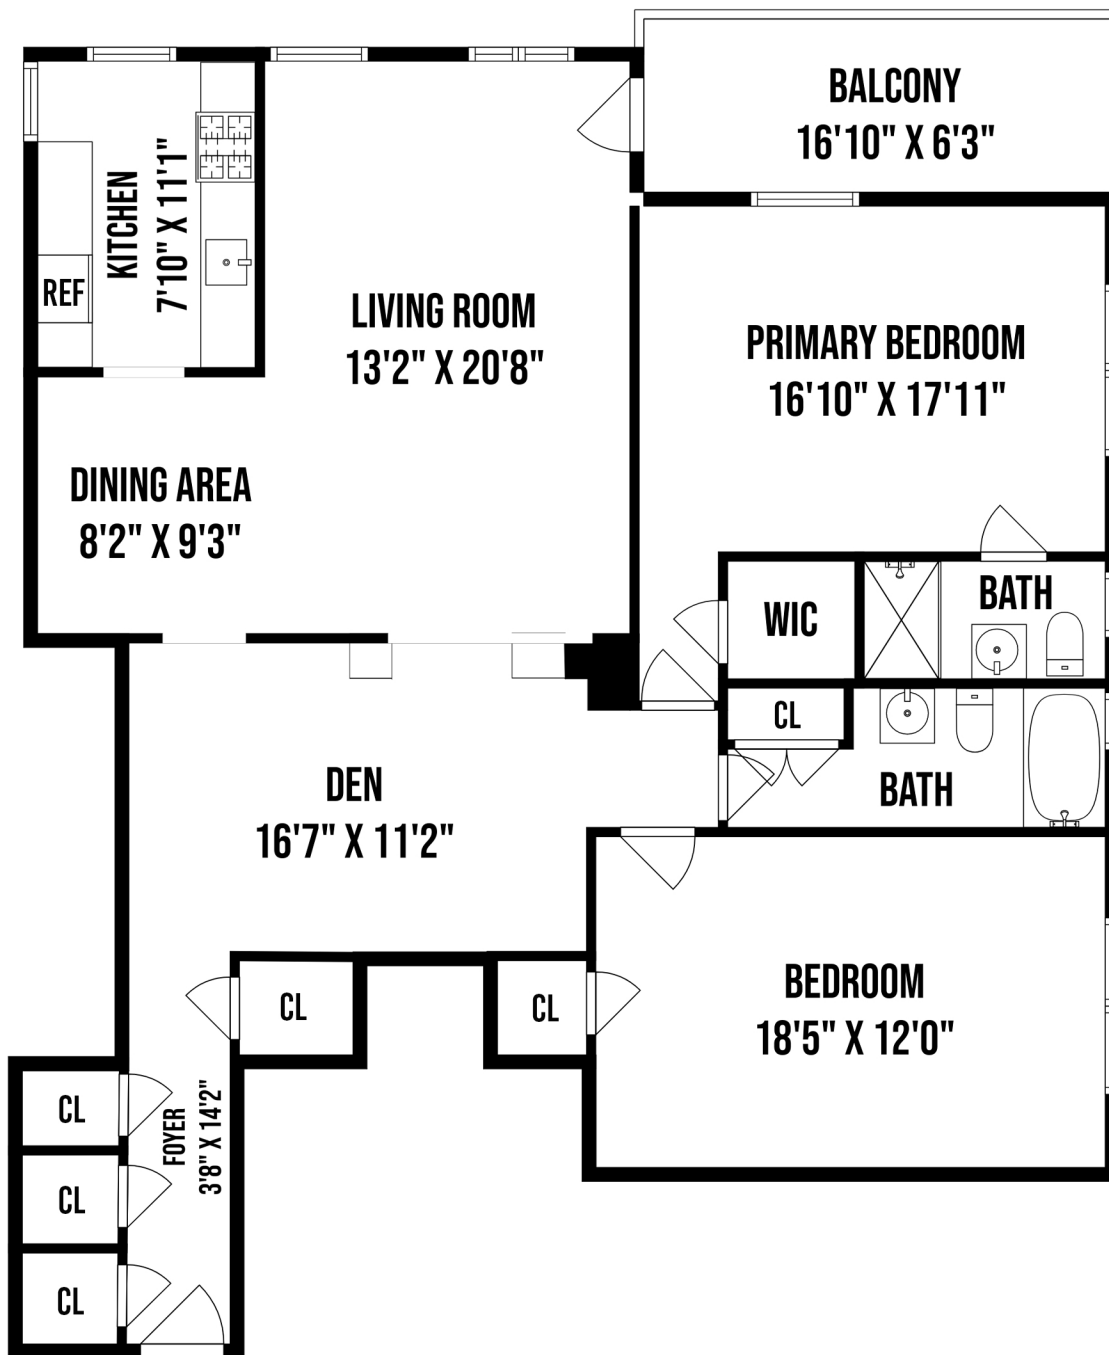 BALCONY
16'10" X 6'3"
KITCHEN
7'10" X 11'1"
REF
LIVING ROOM
13'2" X 20'8"
PRIMARY BEDROOM
16'10" X 17'11"
DINING AREA
8'2" X 9'3"
WIC
BATH
CL
BATH
DEN
16'7" X 11'2"
BEDROOM
18'5" X 12'0"
CL
CL
FOYER
3'8" X 14'2"
CL
CL
CL